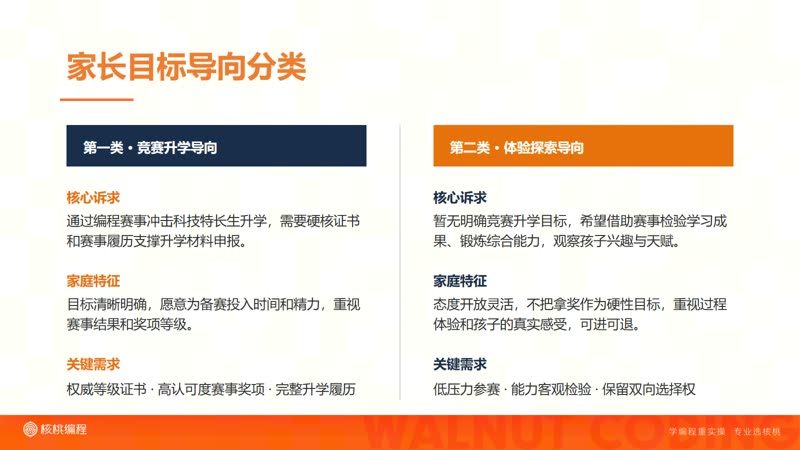 家长目标导向分类
第一类·竞赛升学导向
核心诉求
通过编程赛事冲击科技特长生升学，需要硬核证书
和赛事履历支撑升学材料申报。
家庭特征
目标清晰明确，愿意为备赛投入时间和精力，重视
赛事结果和奖项等级。
关键需求
权威等级证书·高认可度赛事奖项·完整升学履历
第二类·体验探索导向
核心诉求
暂无明确竞赛升学目标，希望借助赛事检验学习成
果、锻炼综合能力，观察孩子兴趣与天赋。
家庭特征
态度开放灵活，不把拿奖作为硬性目标，重视过程
体验和孩子的真实感受，可进可退。
关键需求
低压力参赛·能力客观检验·保留双向选择权
核桃编程
WALNUT CODING
学编程重实操 专业选核桃